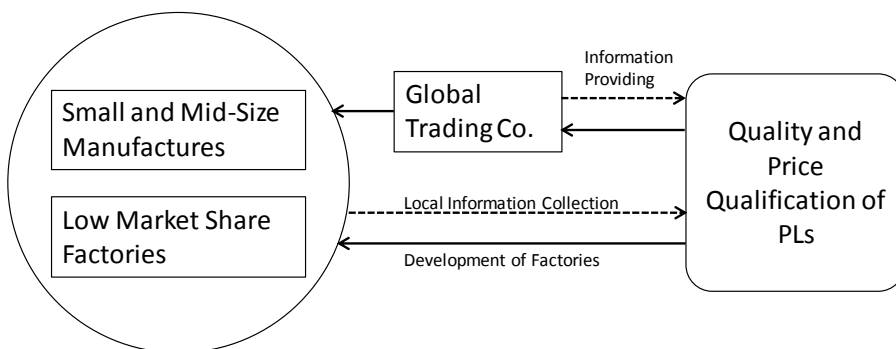 Small and Mid-Size
Manufactures
Low Market Share
Factories
Global
Trading Co.
Information
Providing
Local Information Collection
Development of Factories
Quality and
Price
Qualification of
PLs